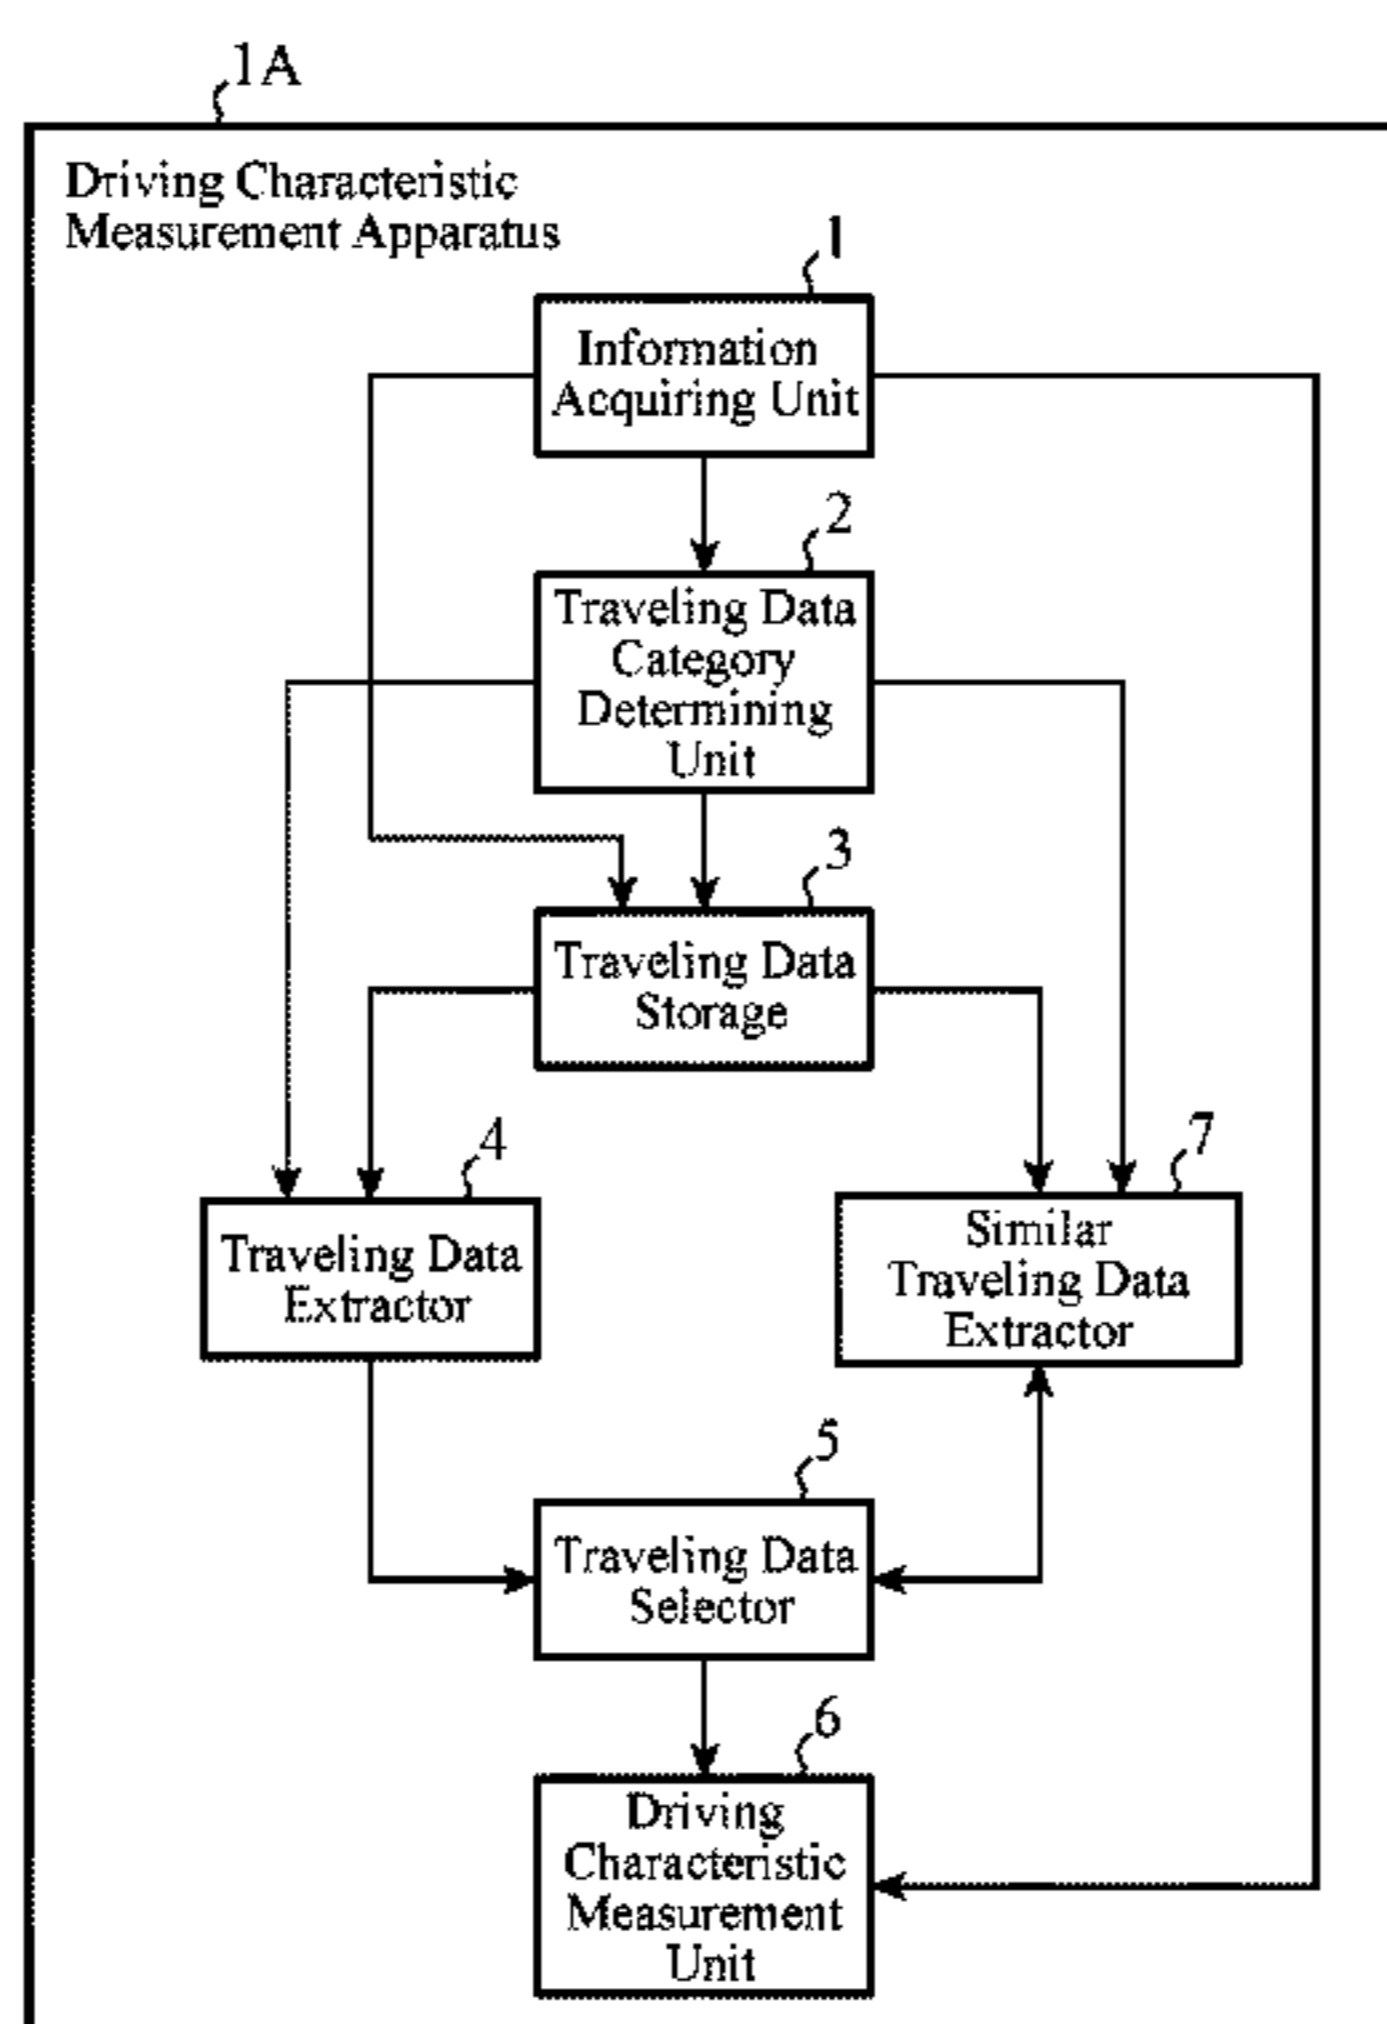 1A
Driving Characteristic
Measurement Apparatus
1
Information
Acquiring Unit
2
Traveling Data
Category
Determining
Unit
3
Traveling Data
Storage
4
Traveling Data
Extractor
7
Similar
Traveling Data
Extractor
5
Traveling Data
Selector
6
Driving
Characteristic
Measurement
Unit